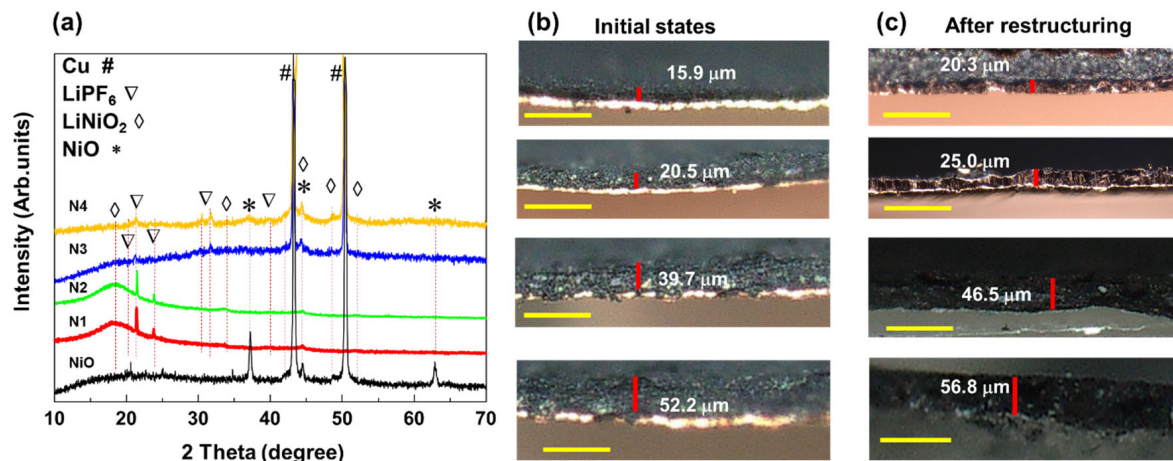 (a)
Cu #
LiPF6 ▽
LiNiO2 ◊
NiO *
# #
N4
N3
N2
N1
NiO
Intensity (Arb.units)
10 20 30 40 50 60 70
2 Theta (degree)
(b) Initial states
15.9 μm
20.5 μm
39.7 μm
52.2 μm
(c) After restructuring
20.3 μm
25.0 μm
46.5 μm
56.8 μm